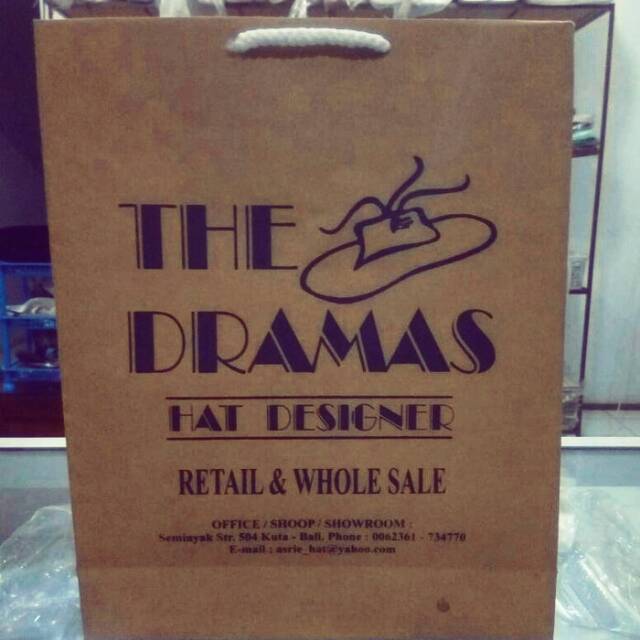 THE
DRAMAS
HAT DESIGNER
RETAIL & WHOLE SALE
OFFICE / SHOOP / SHOWROOM :
Seminyak Str. 504 Kuta - Bali. Phone : 0062361 - 734770
E-mail : asrie_hat@yahoo.com